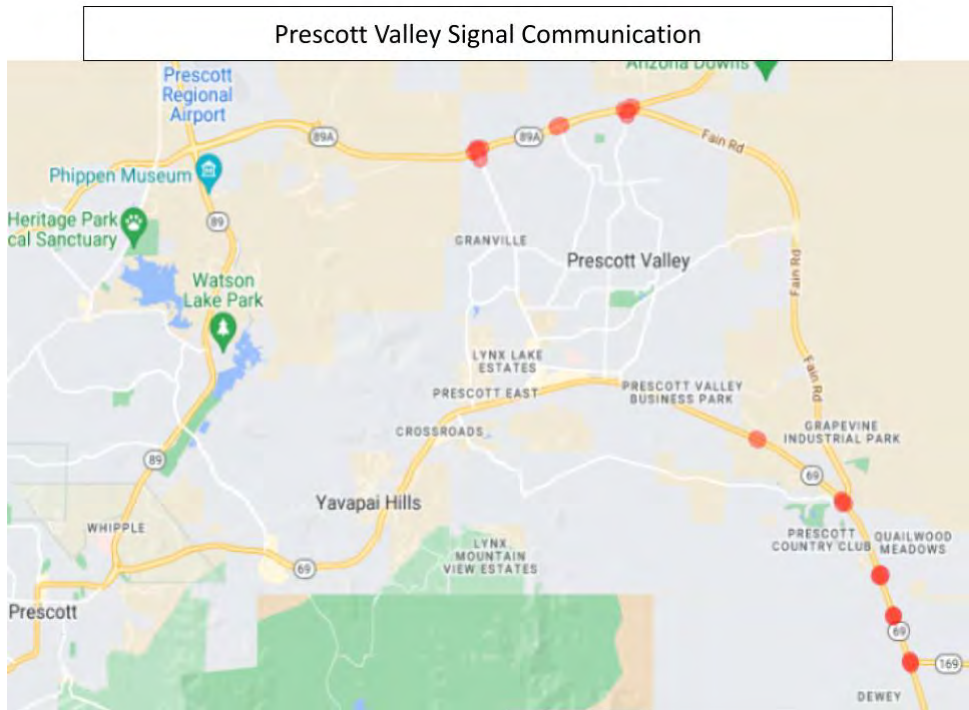 Prescott Valley Signal Communication
Arizona Downs
Prescott
Regional
Airport
89A
89A
Fain Rd
Phippen Museum
Heritage Park
cal Sanctuary
89
GRANVILLE
Prescott Valley
Fain Rd
Watson
Lake Park
LYNX LAKE
ESTATES
Fain Rd
PRESCOTT EAST
PRESCOTT VALLEY
BUSINESS PARK
CROSSROADS
GRAPEVINE
INDUSTRIAL PARK
89
69
Yavapai Hills
WHIPPLE
PRESCOTT
COUNTRY CLUB
QUAILWOOD
MEADOWS
LYNX
MOUNTAIN
VIEW ESTATES
69
Prescott
69
169
DEWEY